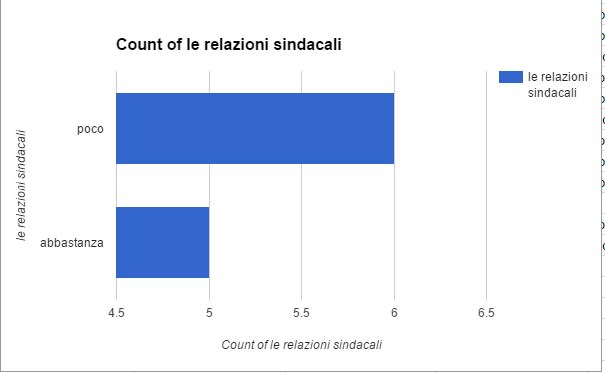 Count of le relazioni sindacali
le relazioni
sindacali
le relazioni sindacali
poco
abbastanza
4.5 5 5.5 6 6.5
Count of le relazioni sindacali